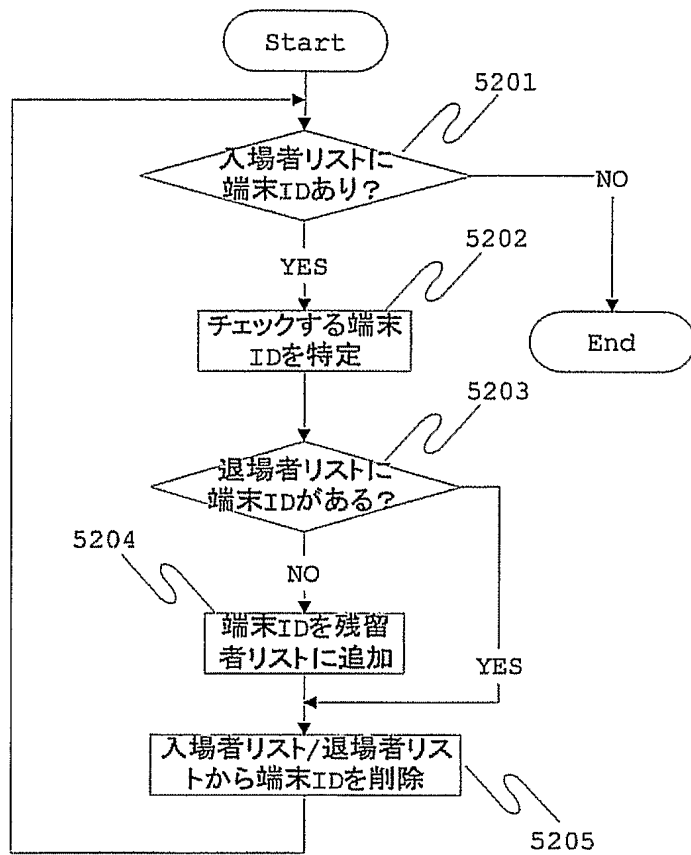 Start
5201
入場者リストに
端末IDあり?
NO
YES
5202
チェックする端末
IDを特定
End
5203
退場者リストに
端末IDがある?
5204
NO
端末IDを残留
者リストに追加
YES
入場者リスト/退場者リス
トから端末IDを削除
5205